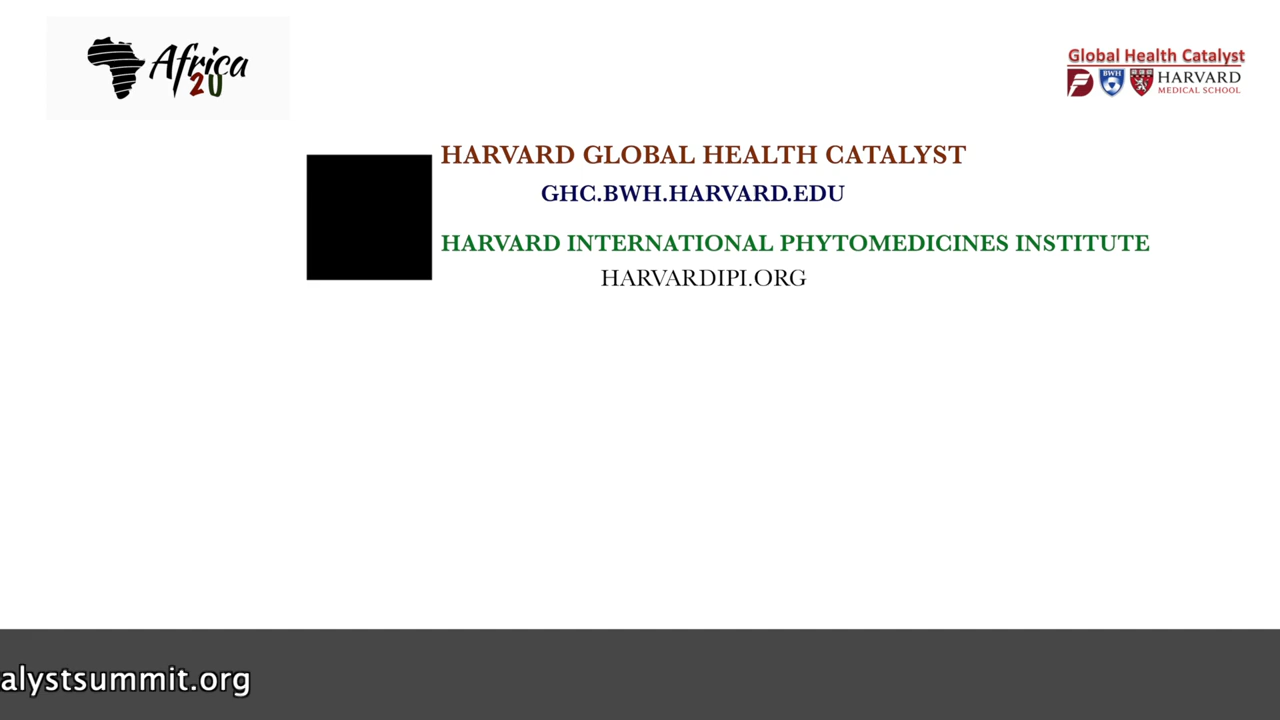 Africa
2U
Global Health Catalyst
BWH
HARVARD
MEDICAL SCHOOL
HARVARD GLOBAL HEALTH CATALYST
GHC.BWH.HARVARD.EDU
HARVARD INTERNATIONAL PHYTOMEDICINES INSTITUTE
HARVARDIPI.ORG
alystsummit.org